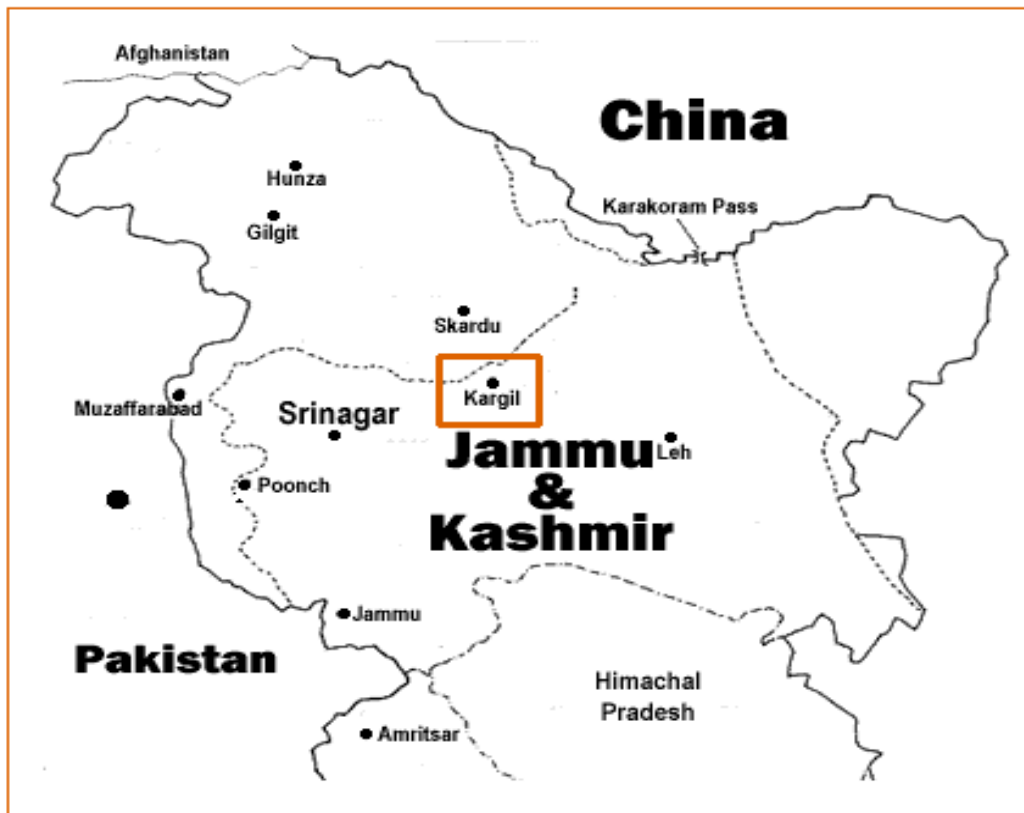 Afghanistan
China
Hunza
Karakoram Pass
Gilgit
Skardu
Kargil
Muzaffarabad
Srinagar
Jammu
&
Kashmir
Leh
Poonch
Jammu
Pakistan
Himachal
Pradesh
Amritsar